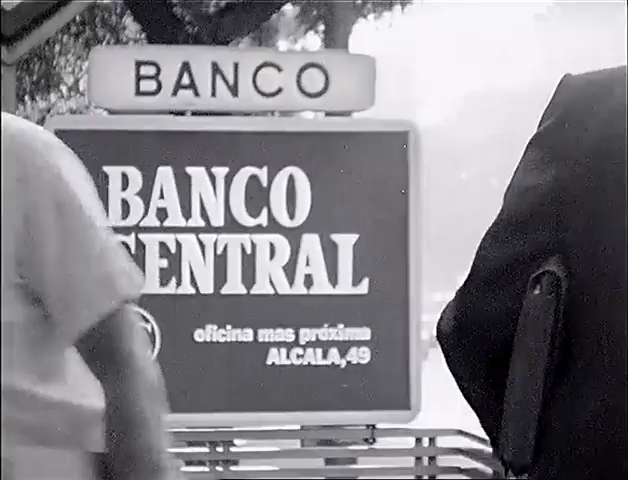 BANCO
BANCO
CENTRAL
oficina mas próxima
ALCALA,49